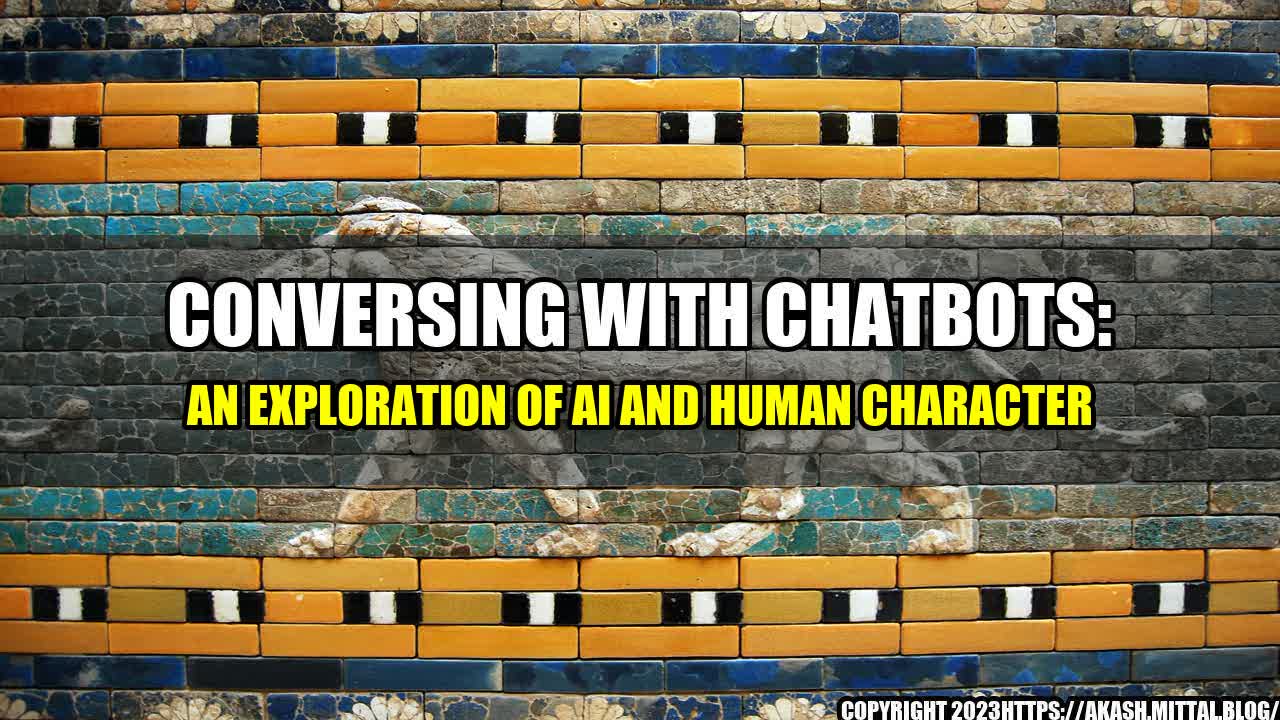 CONVERSING WITH CHATBOTS:
AN EXPLORATION OF AI AND HUMAN CHARACTER
COPYRIGHT 2023HTTPS://AKASH.MITTAL.BLOG/